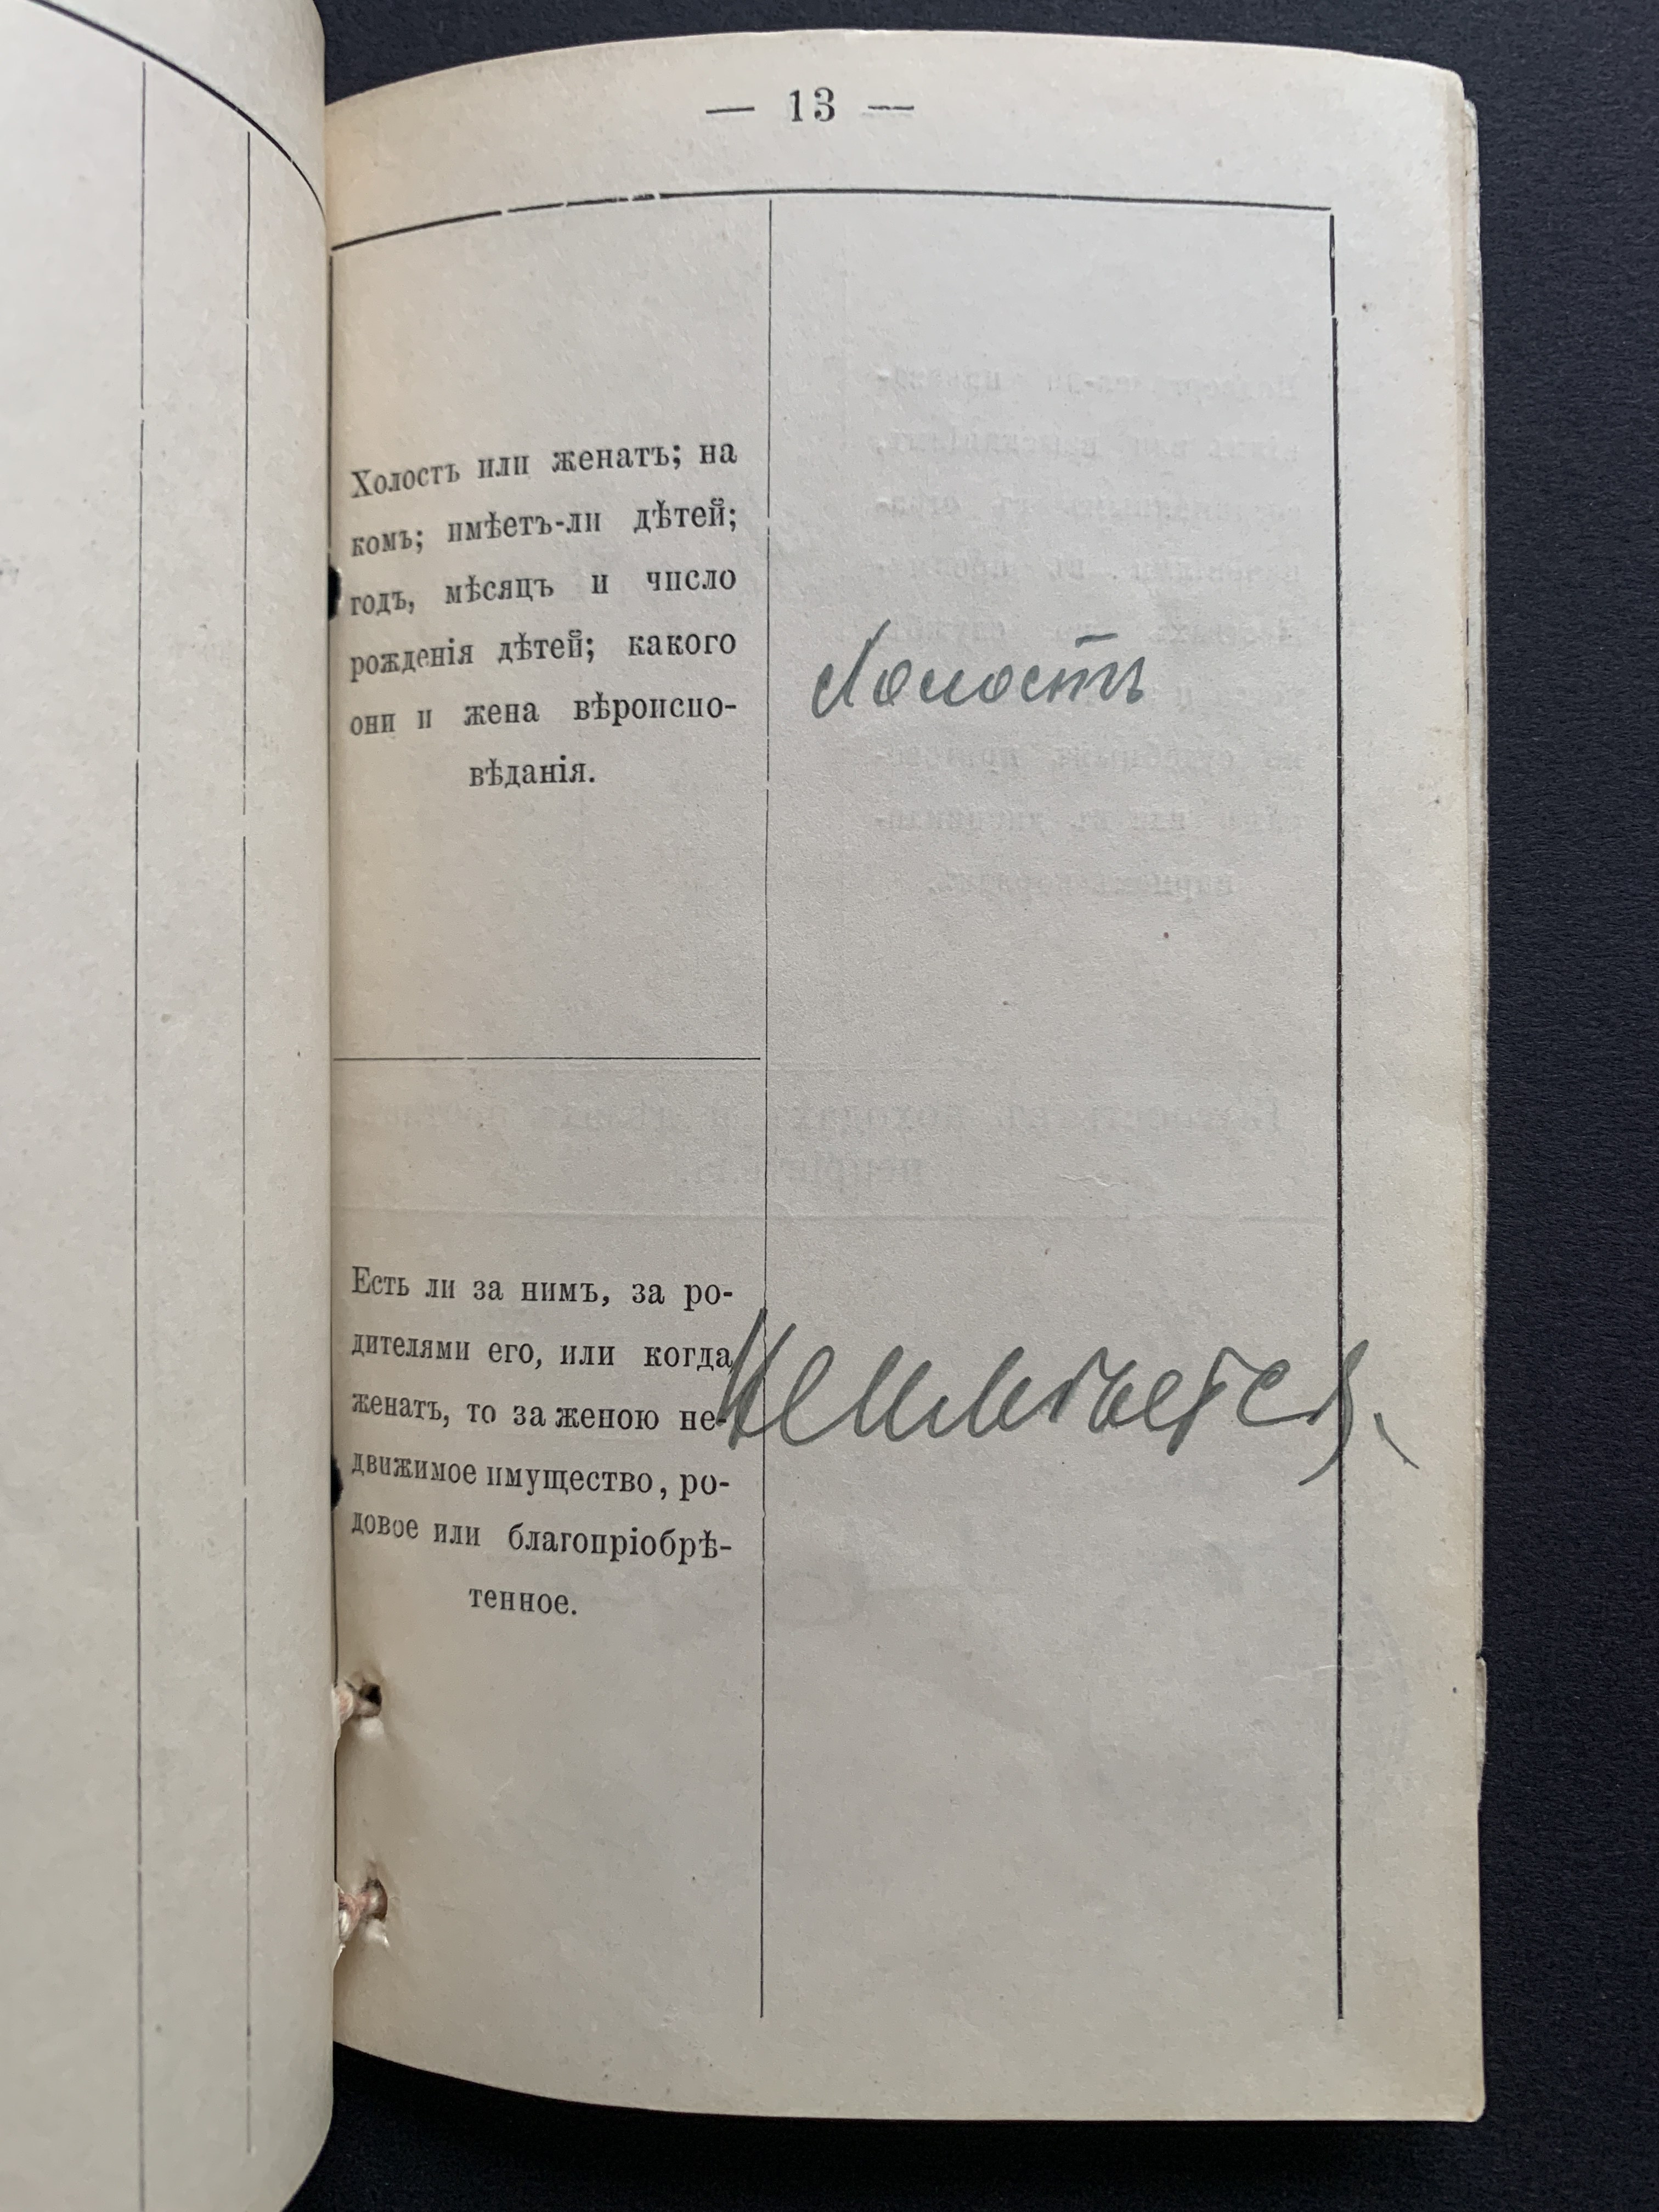 — 13 —
Холостъ или женатъ; на
комъ; имѣетъ-ли дѣтей;
годъ, мѣсяцъ и число
рожденія дѣтей; какого
они и жена вѣроиспо-
вѣданія.
Холостъ
Есть ли за нимъ, за ро-
дителями его, или когда
женатъ, то за женою не-
движимое имущество, ро-
довое или благопріобрѣ-
тенное.
Не имѣется,